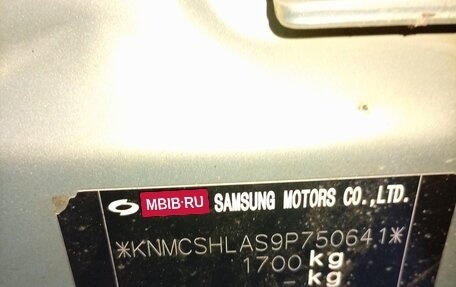 MBIB·RU SAMSUNG MOTORS CO.,LTD.
*KNMCSHLAS9P750641*
1700 kg
- kg